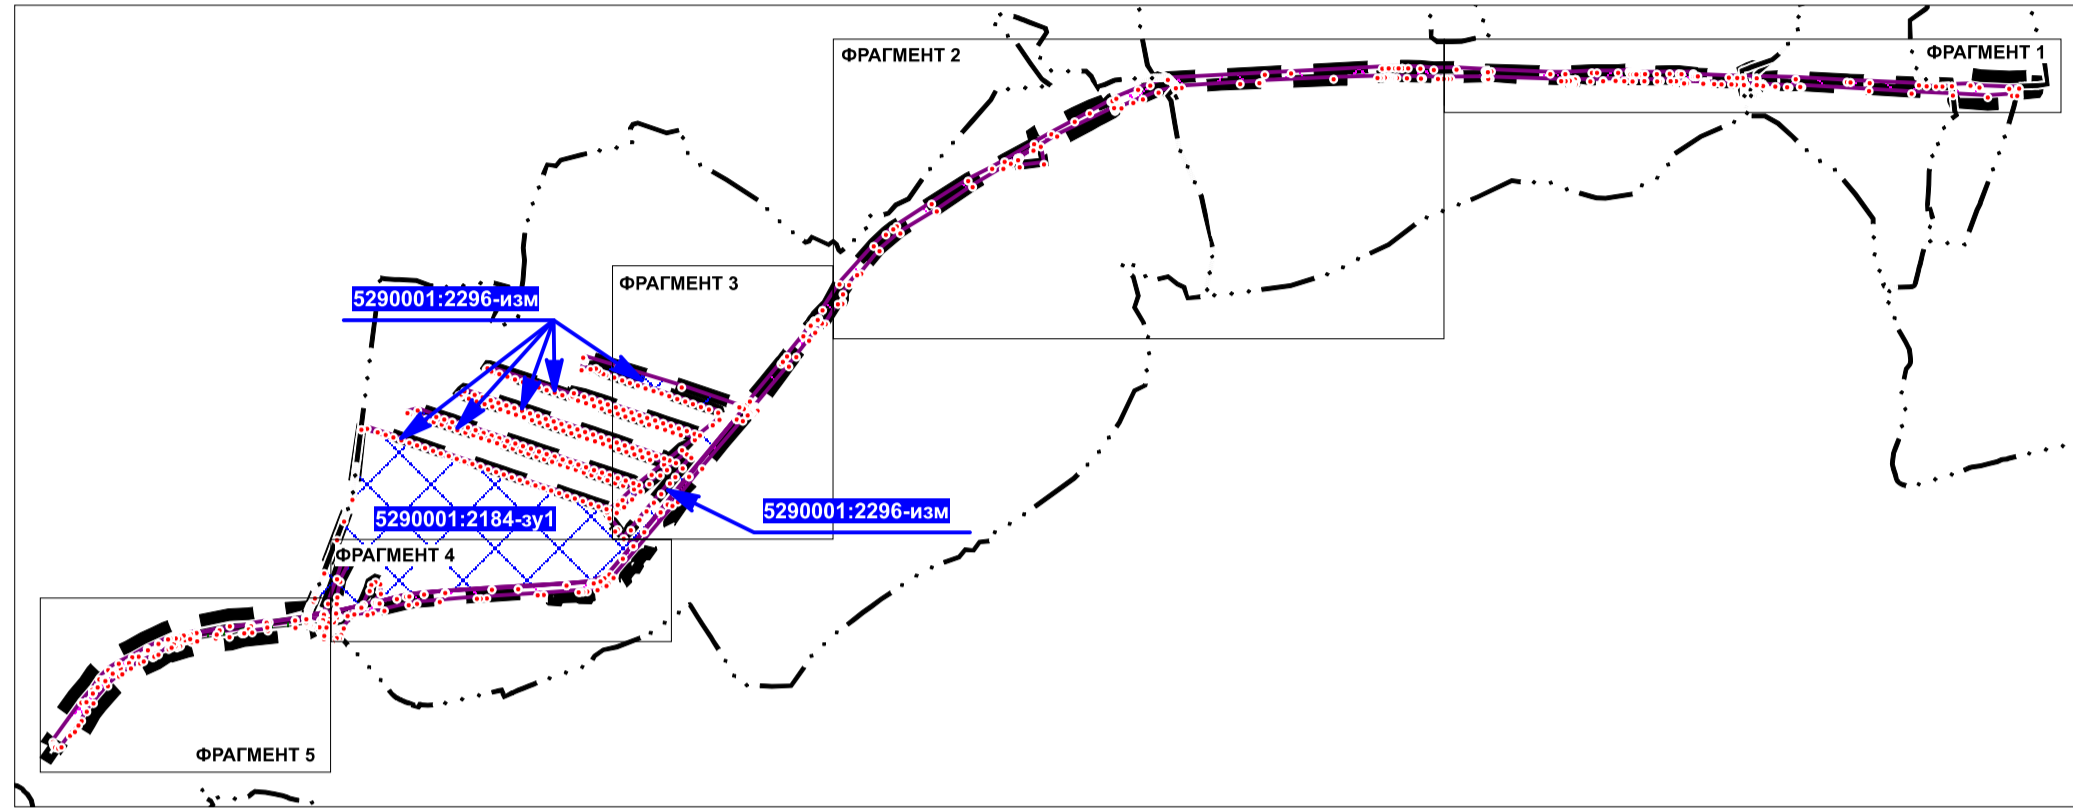 ФРАГМЕНТ 2
ФРАГМЕНТ 1
ФРАГМЕНТ 3
5290001:2296-изм
5290001:2296-изм
5290001:2184-зу1
ФРАГМЕНТ 4
ФРАГМЕНТ 5